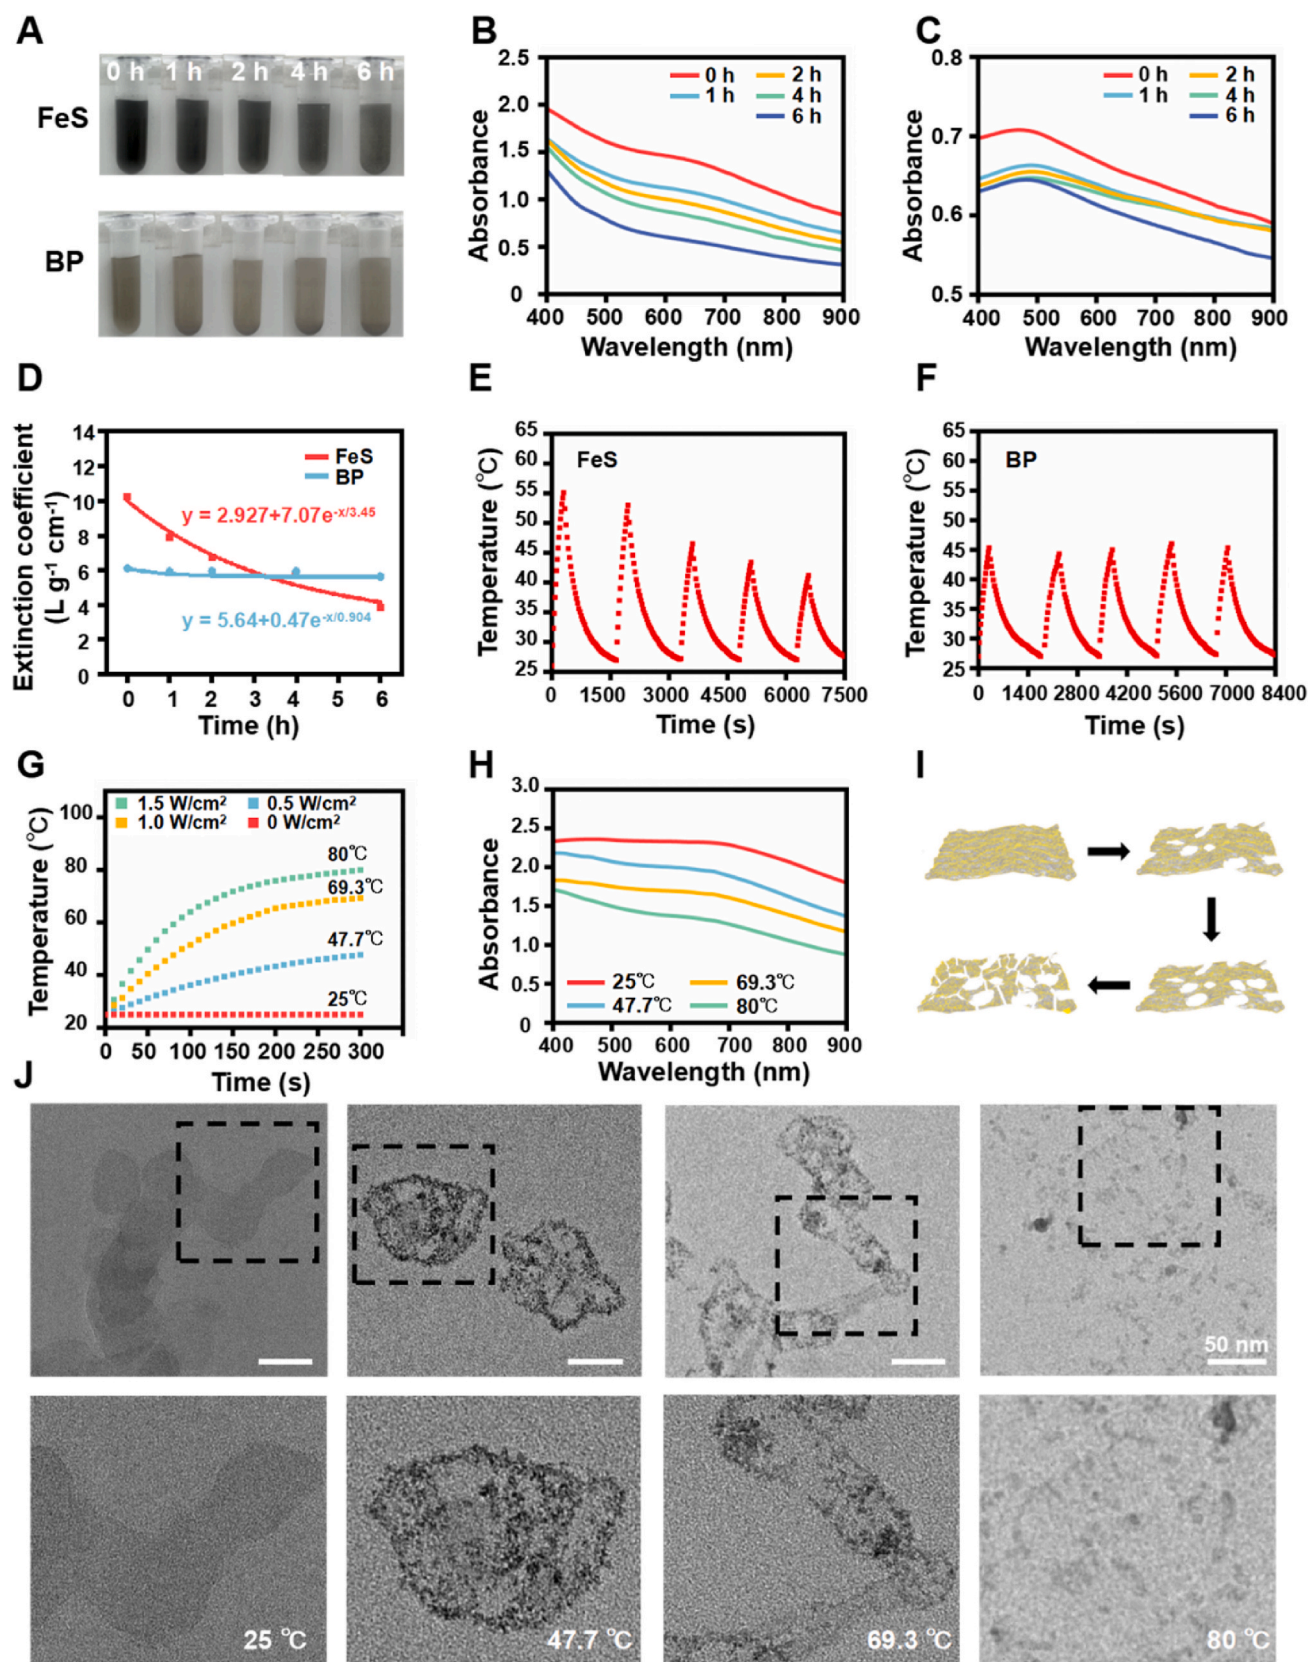 A
0 h 1 h 2 h 4 h 6 h
FeS
BP
B
2.5
2.0
1.5
1.0
0.5
0
Absorbance
0 h 2 h
1 h 4 h
6 h
400 500 600 700 800 900
Wavelength (nm)
C
0.8
0.7
0.6
0.5
Absorbance
0 h 2 h
1 h 4 h
6 h
400 500 600 700 800 900
Wavelength (nm)
D
Extinction coefficient
(L g-1 cm-1)
14
12
10
8
6
4
2
0
FeS
BP
y = 2.927+7.07e-x/3.45
y = 5.64+0.47e-x/0.904
0 1 2 3 4 5 6
Time (h)
E
Temperature (℃)
65
60
55
50
45
40
35
30
25
FeS
0 1500 3000 4500 6000 7500
Time (s)
F
Temperature (℃)
65
60
55
50
45
40
35
30
25
BP
0 1400 2800 4200 5600 7000 8400
Time (s)
G
Temperature (℃)
100
80
60
40
20
1.5 W/cm2 0.5 W/cm2
1.0 W/cm2 0 W/cm2
80℃
69.3℃
47.7℃
25℃
0 50 100 150 200 250 300
Time (s)
H
Absorbance
3.0
2.5
2.0
1.5
1.0
0.5
0
25℃ 69.3℃
47.7℃ 80℃
400 500 600 700 800 900
Wavelength (nm)
I
J
50 nm
25 ℃
47.7 ℃
69.3 ℃
80 ℃